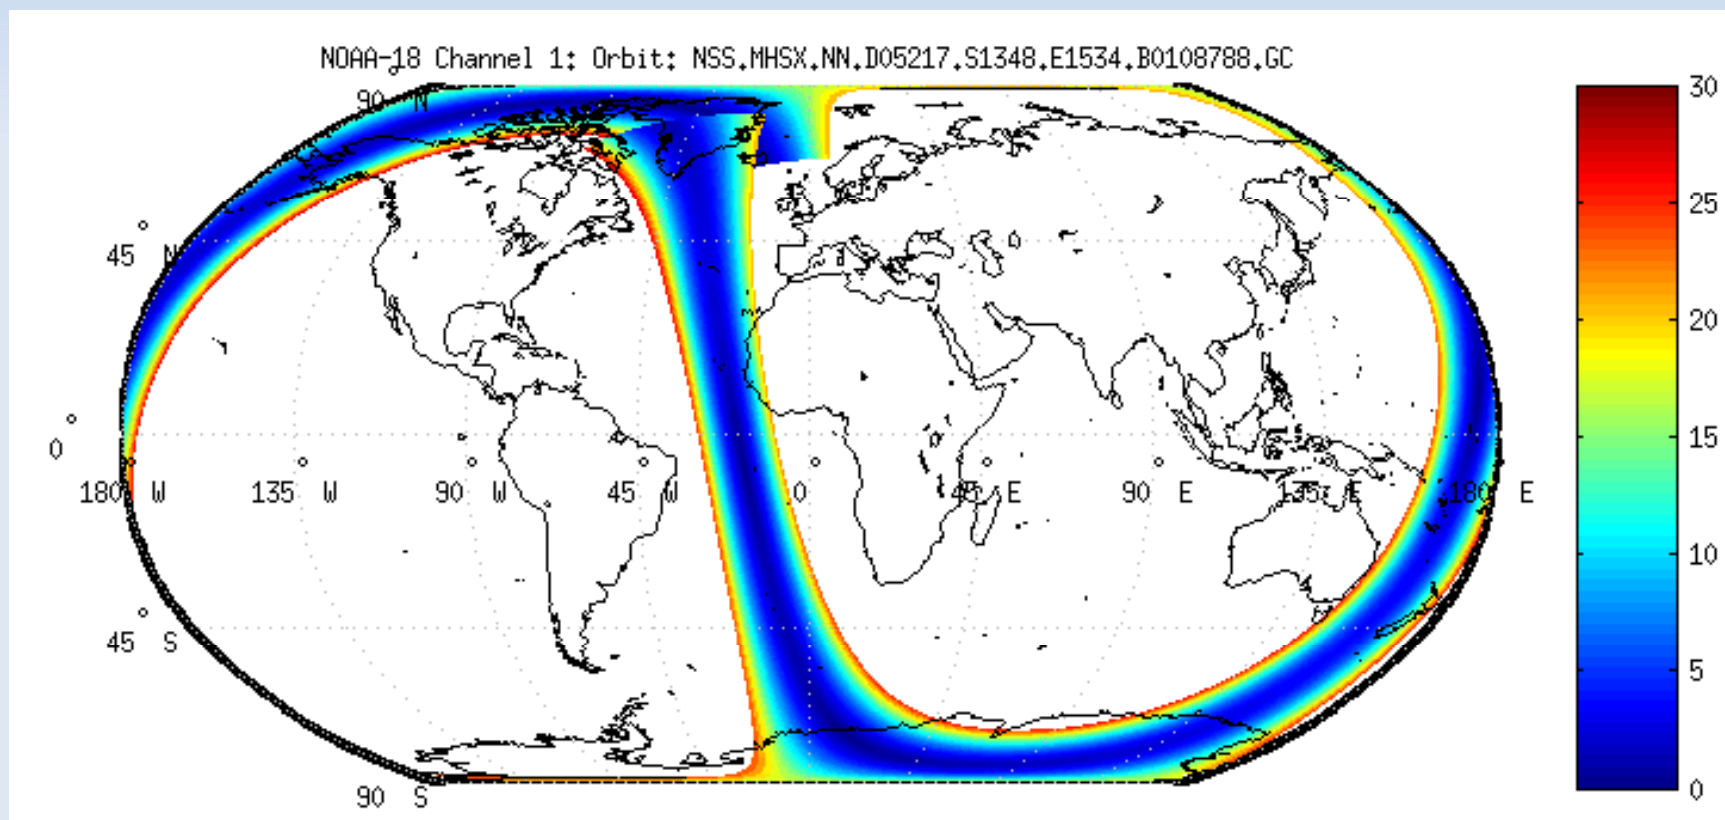 NOAA-18 Channel 1: Orbit: NSS.MHSX.NN.D05217.S1348.E1534.B0108788.GC
90° N
45° N
0°
180° W 135° W 90° W 45° W 0° 45° E 90° E 135° E 180° E
45° S
90° S
30
25
20
15
10
5
0